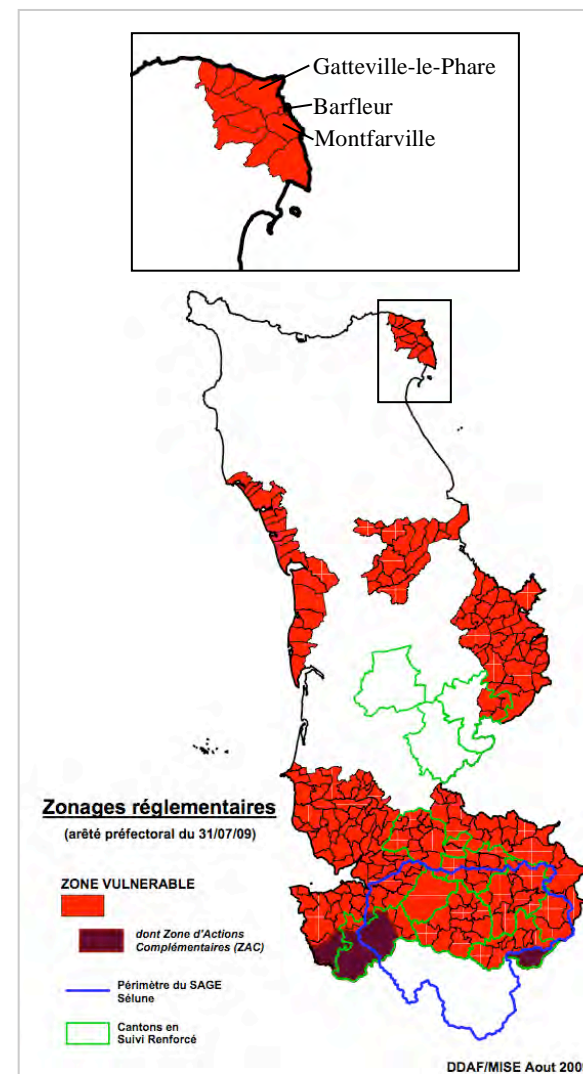 Gatteville-le-Phare
Barfleur
Montfarville
Zonages réglementaires
(arêté préfectoral du 31/07/09)
ZONE VULNERABLE
dont Zone d'Actions
Complémentaires (ZAC)
Périmètre du SAGE
Sélune
Cantons en
Suivi Renforcé
DDAF/MISE Aout 200